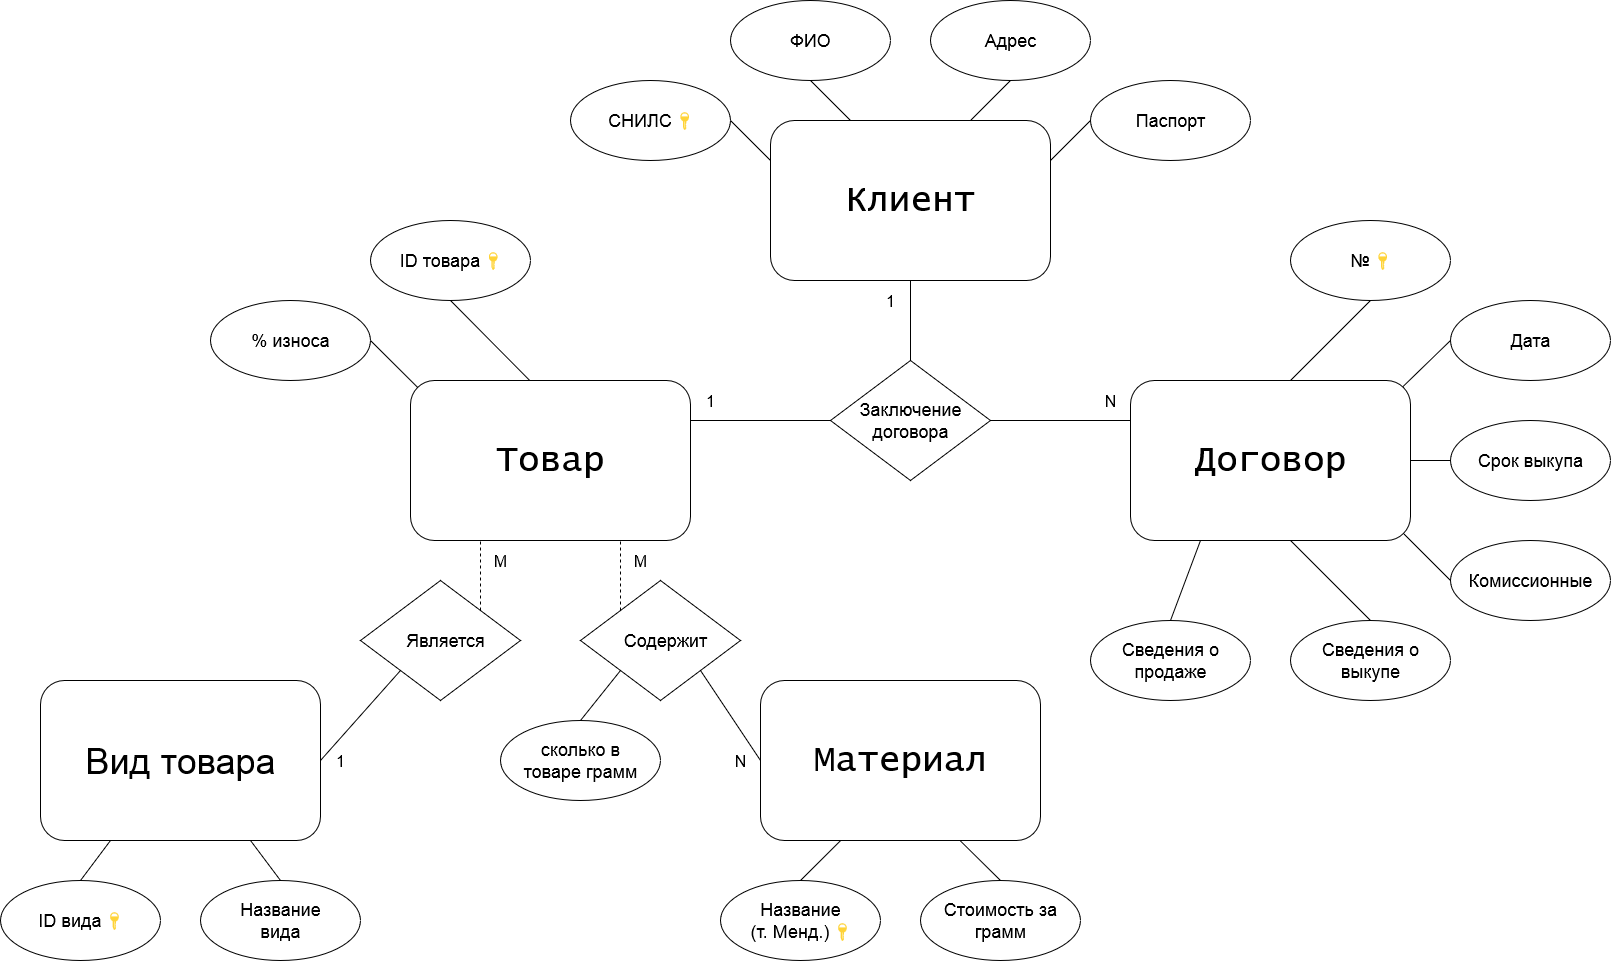 ФИО
Адрес
СНИЛС
Паспорт
Клиент
ID товара
№
1
% износа
Дата
1
Заключение
договора
N
Товар
Договор
Срок выкупа
M
M
Комиссионные
Является
Содержит
Сведения о
продаже
Сведения о
выкупе
Вид товара
1
сколько в
товаре грамм
N
Материал
ID вида
Название
вида
Название
(т. Менд.)
Стоимость за
грамм